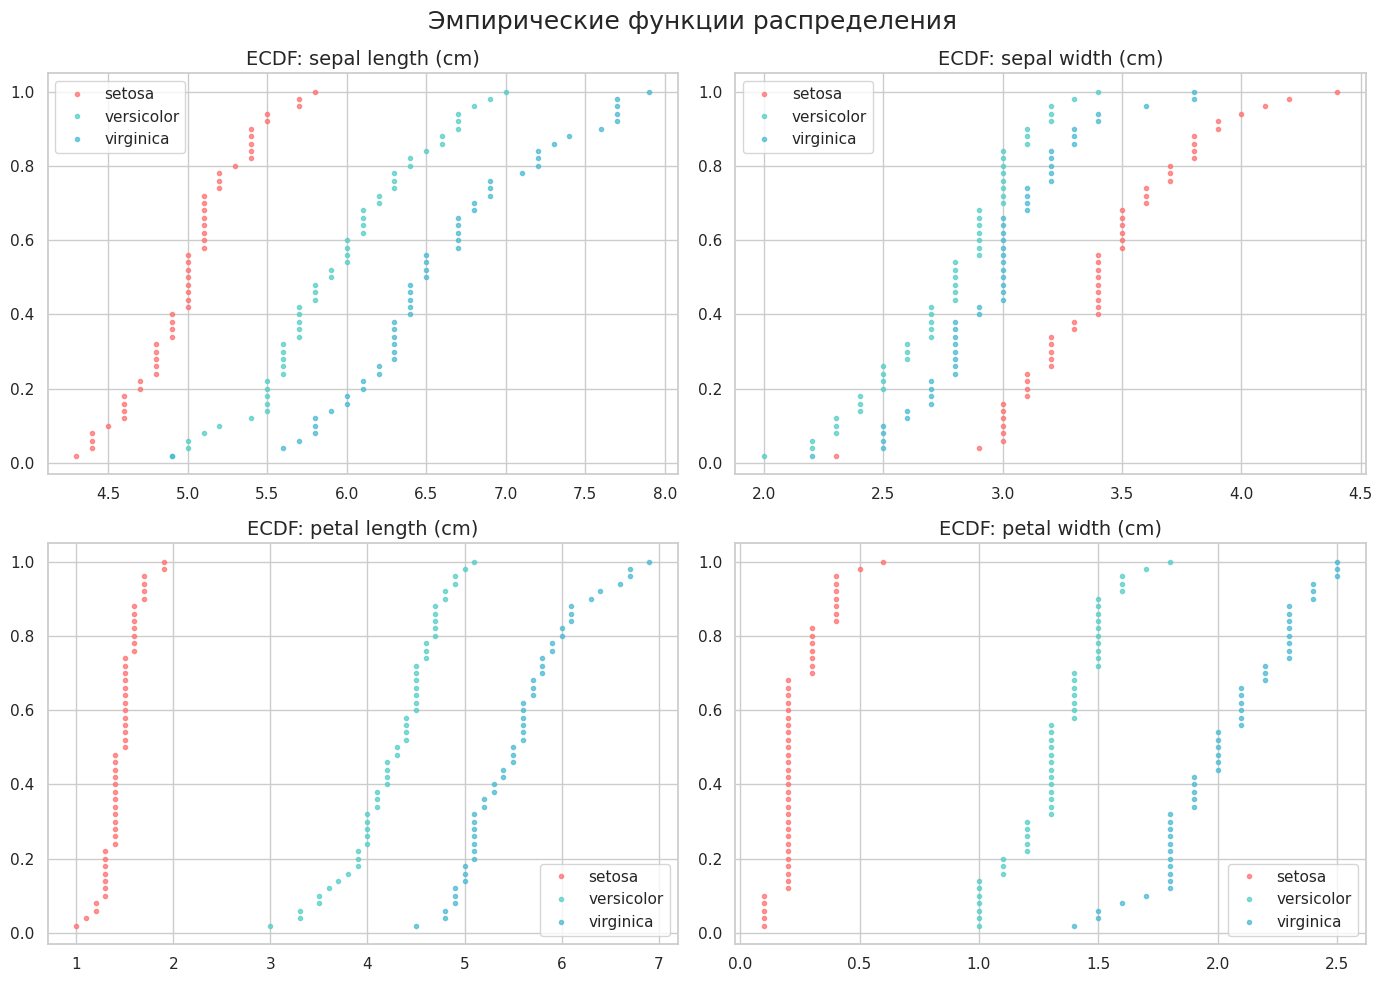 Эмпирические функции распределения
ECDF: sepal length (cm)
1.0
0.8
0.6
0.4
0.2
0.0
4.5 5.0 5.5 6.0 6.5 7.0 7.5 8.0
setosa
versicolor
virginica
ECDF: sepal width (cm)
1.0
0.8
0.6
0.4
0.2
0.0
2.0 2.5 3.0 3.5 4.0 4.5
setosa
versicolor
virginica
ECDF: petal length (cm)
1.0
0.8
0.6
0.4
0.2
0.0
1 2 3 4 5 6 7
setosa
versicolor
virginica
ECDF: petal width (cm)
1.0
0.8
0.6
0.4
0.2
0.0
0.0 0.5 1.0 1.5 2.0 2.5
setosa
versicolor
virginica